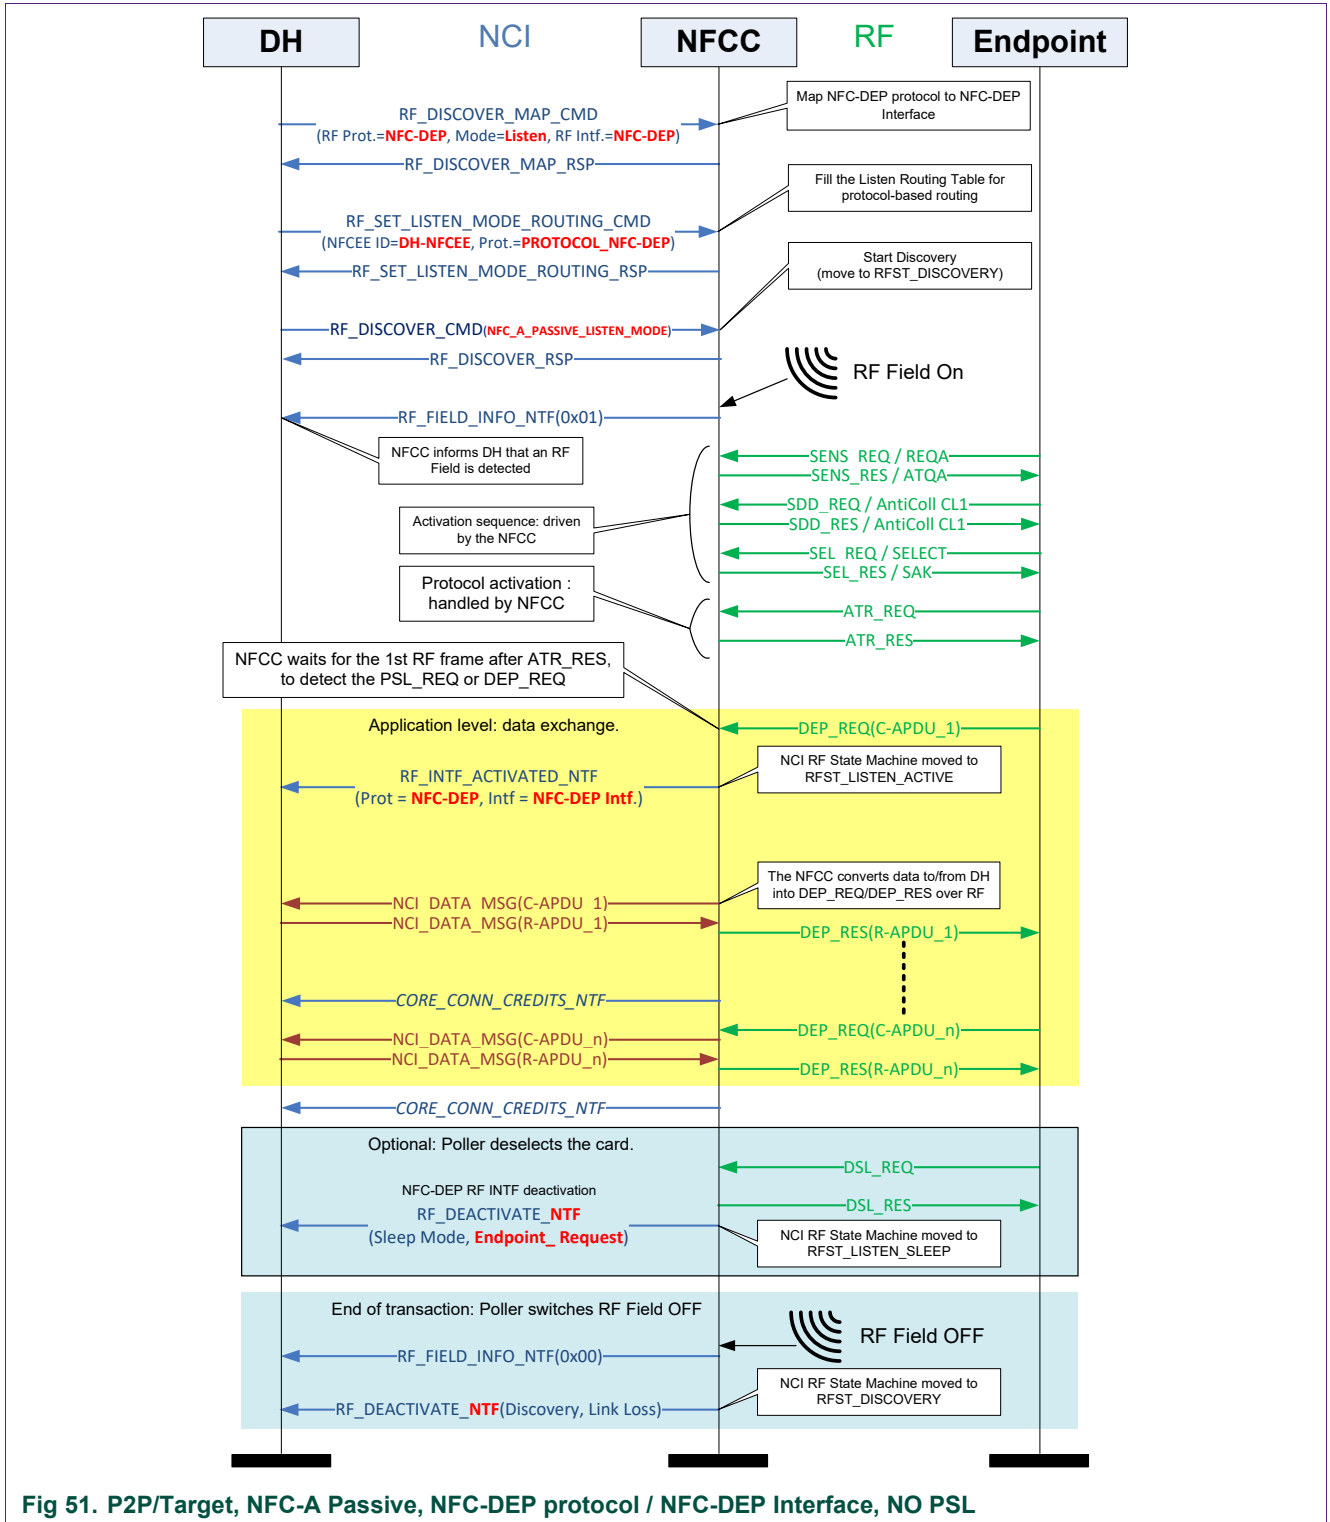 DH
NCI
NFCC
RF
Endpoint
Map NFC-DEP protocol to NFC-DEP
Interface
RF_DISCOVER_MAP_CMD
(RF Prot.=NFC-DEP, Mode=Listen, RF Intf.=NFC-DEP)
RF_DISCOVER_MAP_RSP
Fill the Listen Routing Table for
protocol-based routing
RF_SET_LISTEN_MODE_ROUTING_CMD
(NFCEE ID=DH-NFCEE, Prot.=PROTOCOL_NFC-DEP)
RF_SET_LISTEN_MODE_ROUTING_RSP
Start Discovery
(move to RFST_DISCOVERY)
RF_DISCOVER_CMD(NFC_A_PASSIVE_LISTEN_MODE)
RF_DISCOVER_RSP
RF Field On
RF_FIELD_INFO_NTF(0x01)
NFCC informs DH that an RF
Field is detected
SENS_REQ / REQA
SENS_RES / ATQA
SDD_REQ / AntiColl CL1
SDD_RES / AntiColl CL1
Activation sequence: driven
by the NFCC
SEL_REQ / SELECT
SEL_RES / SAK
Protocol activation :
handled by NFCC
ATR_REQ
ATR_RES
NFCC waits for the 1st RF frame after ATR_RES,
to detect the PSL_REQ or DEP_REQ
Application level: data exchange.
DEP_REQ(C-APDU_1)
NCI RF State Machine moved to
RFST_LISTEN_ACTIVE
RF_INTF_ACTIVATED_NTF
(Prot = NFC-DEP, Intf = NFC-DEP Intf.)
The NFCC converts data to/from DH
into DEP_REQ/DEP_RES over RF
NCI_DATA_MSG(C-APDU_1)
NCI_DATA_MSG(R-APDU_1)
DEP_RES(R-APDU_1)
CORE_CONN_CREDITS_NTF
DEP_REQ(C-APDU_n)
NCI_DATA_MSG(C-APDU_n)
NCI_DATA_MSG(R-APDU_n)
DEP_RES(R-APDU_n)
CORE_CONN_CREDITS_NTF
Optional: Poller deselects the card.
DSL_REQ
NFC-DEP RF INTF deactivation
DSL_RES
RF_DEACTIVATE_NTF
(Sleep Mode, Endpoint_ Request)
NCI RF State Machine moved to
RFST_LISTEN_SLEEP
End of transaction: Poller switches RF Field OFF
RF Field OFF
RF_FIELD_INFO_NTF(0x00)
NCI RF State Machine moved to
RFST_DISCOVERY
RF_DEACTIVATE_NTF(Discovery, Link Loss)
Fig 51. P2P/Target, NFC-A Passive, NFC-DEP protocol / NFC-DEP Interface, NO PSL